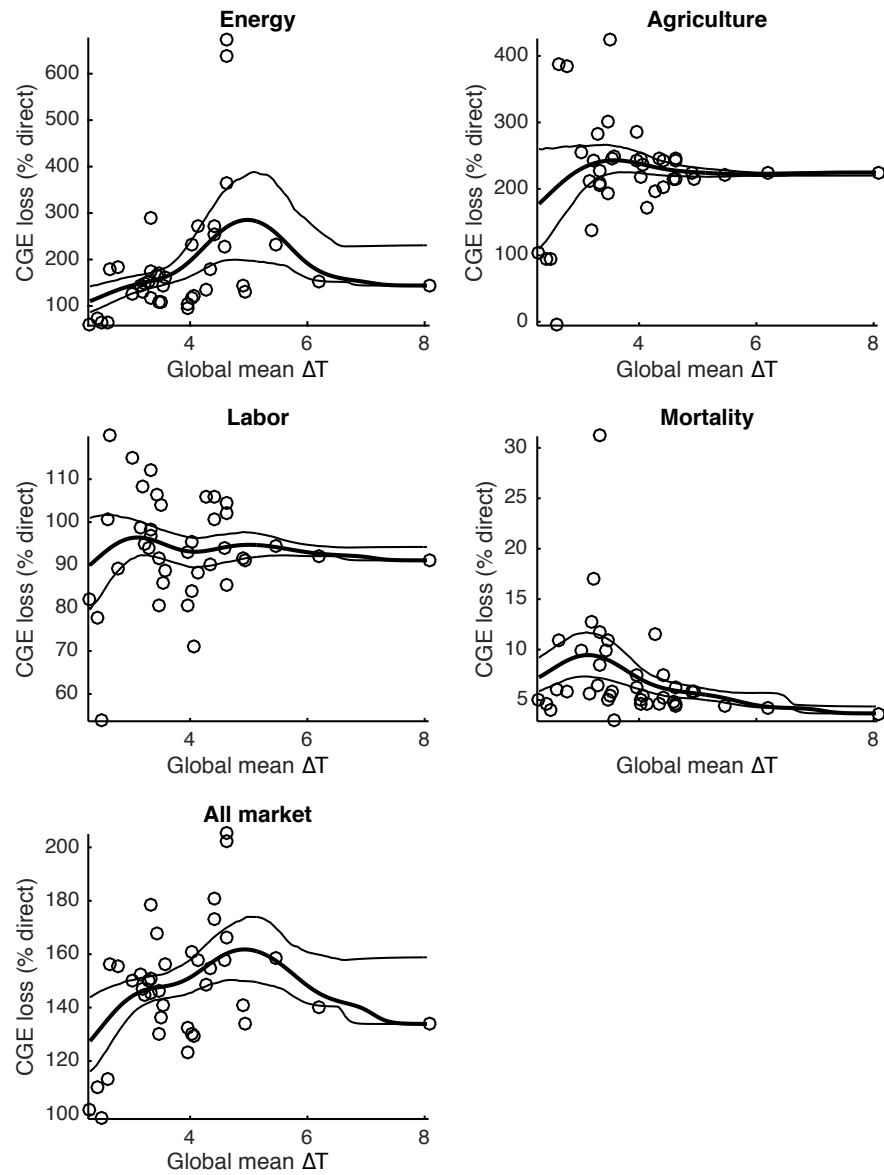 Energy
CGE loss (% direct)
600
500
400
300
200
100
4
6
8
Global mean ΔT
Agriculture
CGE loss (% direct)
400
300
200
100
0
4
6
8
Global mean ΔT
Labor
CGE loss (% direct)
110
100
90
80
70
60
4
6
8
Global mean ΔT
Mortality
CGE loss (% direct)
30
25
20
15
10
5
4
6
8
Global mean ΔT
All market
CGE loss (% direct)
200
180
160
140
120
100
4
6
8
Global mean ΔT